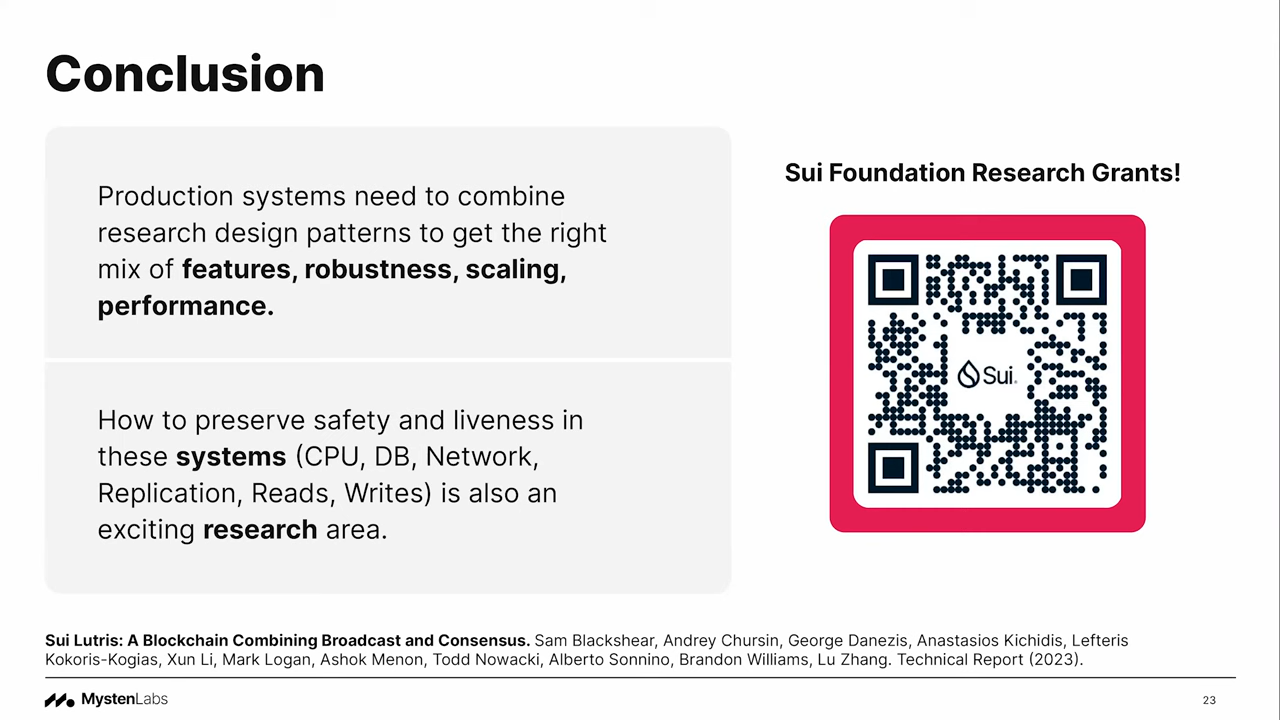 Conclusion
Production systems need to combine
research design patterns to get the right
mix of features, robustness, scaling,
performance.
How to preserve safety and liveness in
these systems (CPU, DB, Network,
Replication, Reads, Writes) is also an
exciting research area.
Sui Foundation Research Grants!
Sui
Sui Lutris: A Blockchain Combining Broadcast and Consensus. Sam Blackshear, Andrey Chursin, George Danezis, Anastasios Kichidis, Lefteris
Kokoris-Kogias, Xun Li, Mark Logan, Ashok Menon, Todd Nowacki, Alberto Sonnino, Brandon Williams, Lu Zhang. Technical Report (2023).
MystenLabs
23